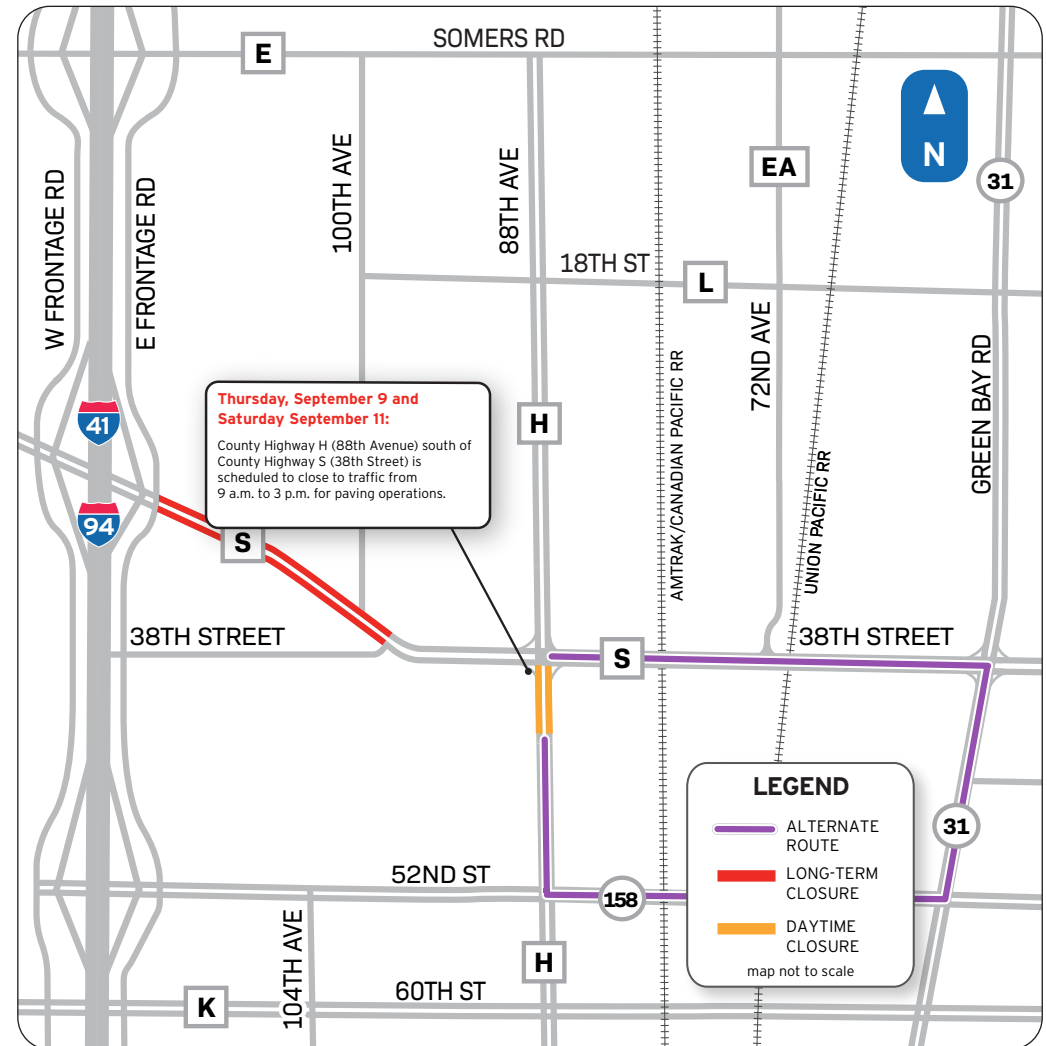 SOMERS RD
E
N
EA
31
W FRONTAGE RD
E FRONTAGE RD
100TH AVE
88TH AVE
18TH ST
L
72ND AVE
AMTRAK/CANADIAN PACIFIC RR
UNION PACIFIC RR
GREEN BAY RD
41
94
H
Thursday, September 9 and
Saturday September 11:
County Highway H (88th Avenue) south of
County Highway S (38th Street) is
scheduled to close to traffic from
9 a.m. to 3 p.m. for paving operations.
S
38TH STREET
S
38TH STREET
LEGEND
ALTERNATE
ROUTE
LONG-TERM
CLOSURE
DAYTIME
CLOSURE
map not to scale
31
52ND ST
158
104TH AVE
H
60TH ST
K